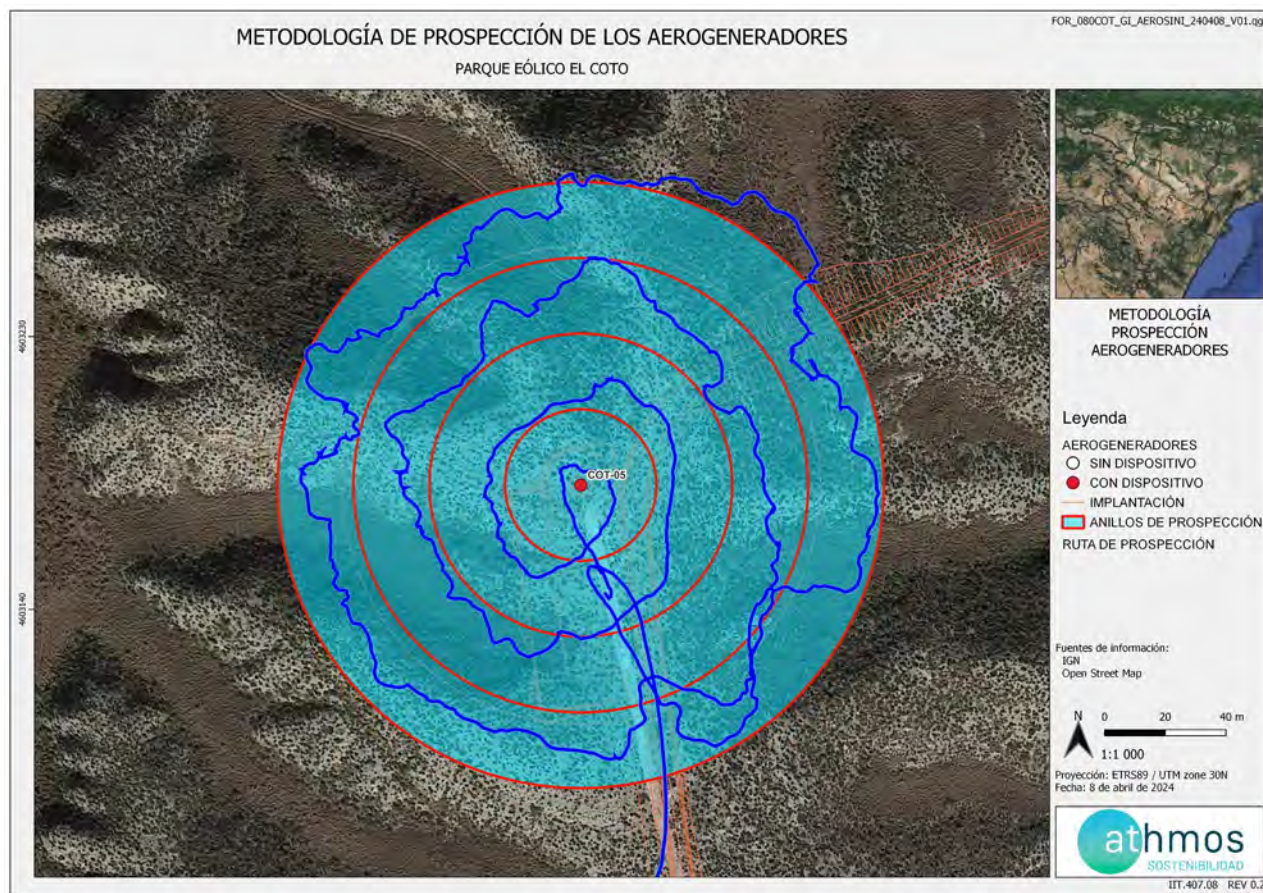 FOR_080COT_GI_AEROSINI_240408_V01.qg
METODOLOGÍA DE PROSPECCIÓN DE LOS AEROGENERADORES
PARQUE EÓLICO EL COTO
4603230
4603140
COT-05
METODOLOGÍA
PROSPECCIÓN
AEROGENERADORES
Leyenda
AEROGENERADORES
SIN DISPOSITIVO
CON DISPOSITIVO
IMPLANTACIÓN
ANILLOS DE PROSPECCIÓN
RUTA DE PROSPECCIÓN
Fuentes de información:
IGN
Open Street Map
N
0 20 40 m
1:1 000
Proyección: ETRS89 / UTM zone 30N
Fecha: 8 de abril de 2024
athmos
SOSTENIBILIDAD
IIT.407.08 REV 0.2